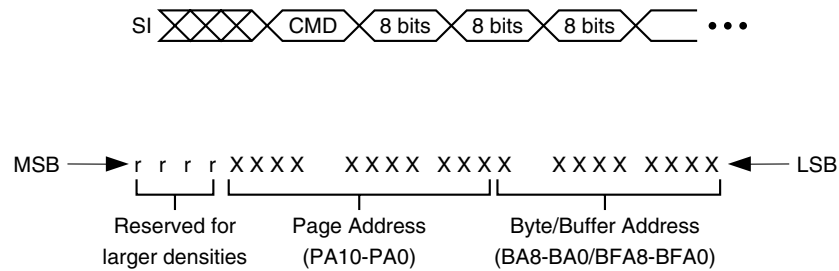 SI CMD 8 bits 8 bits 8 bits
MSB r r r r X X X X X X X X X X X X X X X X X X X X LSB
Reserved for Page Address Byte/Buffer Address
larger densities (PA10-PA0) (BA8-BA0/BFA8-BFA0)